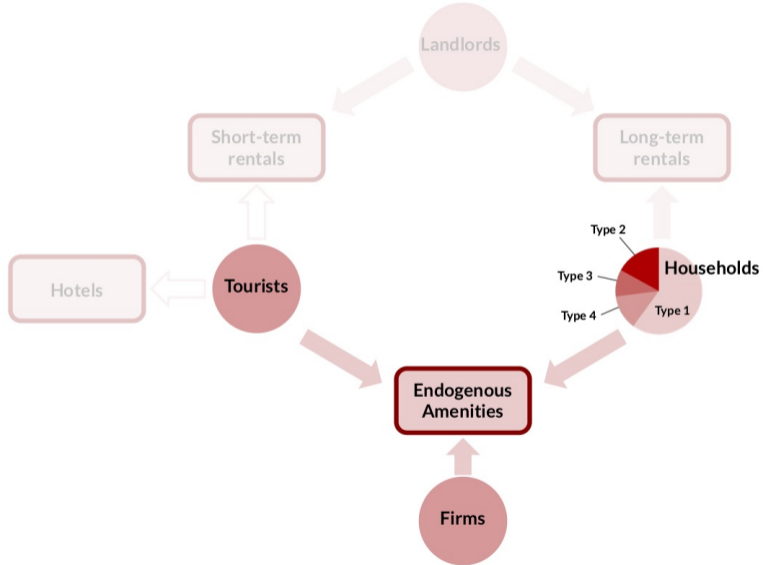 Landlords
Short-term
rentals
Long-term
rentals
Type 2
Households
Type 3
Type 1
Type 4
Hotels
Tourists
Endogenous
Amenities
Firms